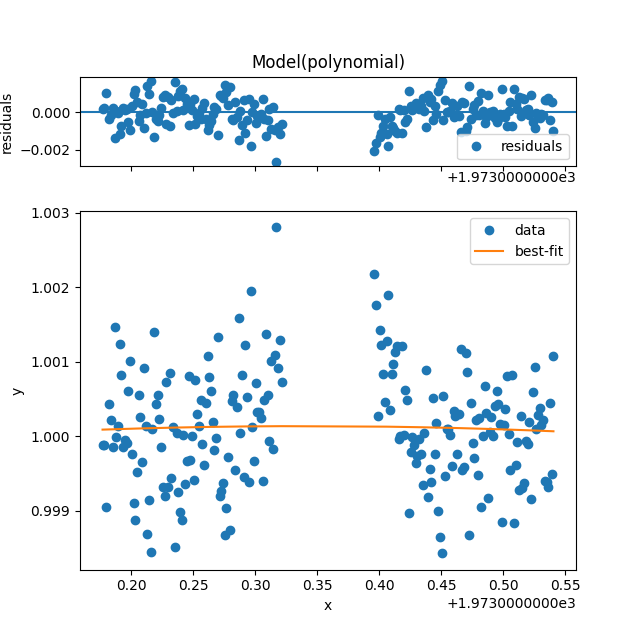 Model(polynomial)
residuals
0.000
−0.002
residuals
+1.9730000000e3
1.003
1.002
1.001
1.000
0.999
y
data
best-fit
0.20 0.25 0.30 0.35 0.40 0.45 0.50 0.55
x
+1.9730000000e3